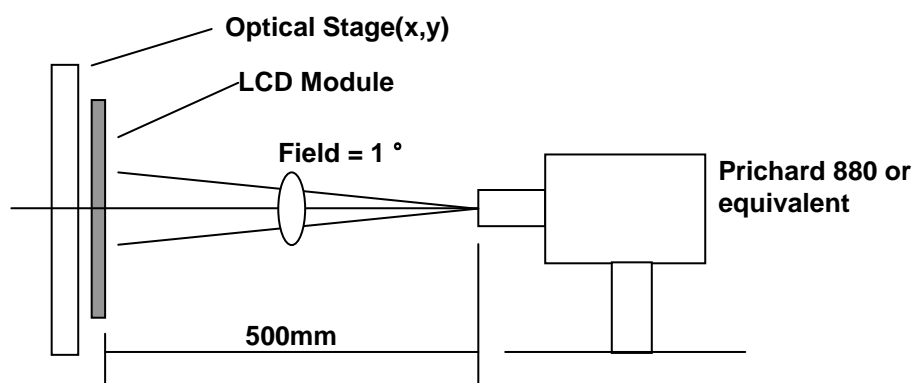 Optical Stage(x,y)
LCD Module
Field = 1 °
Prichard 880 or
equivalent
500mm